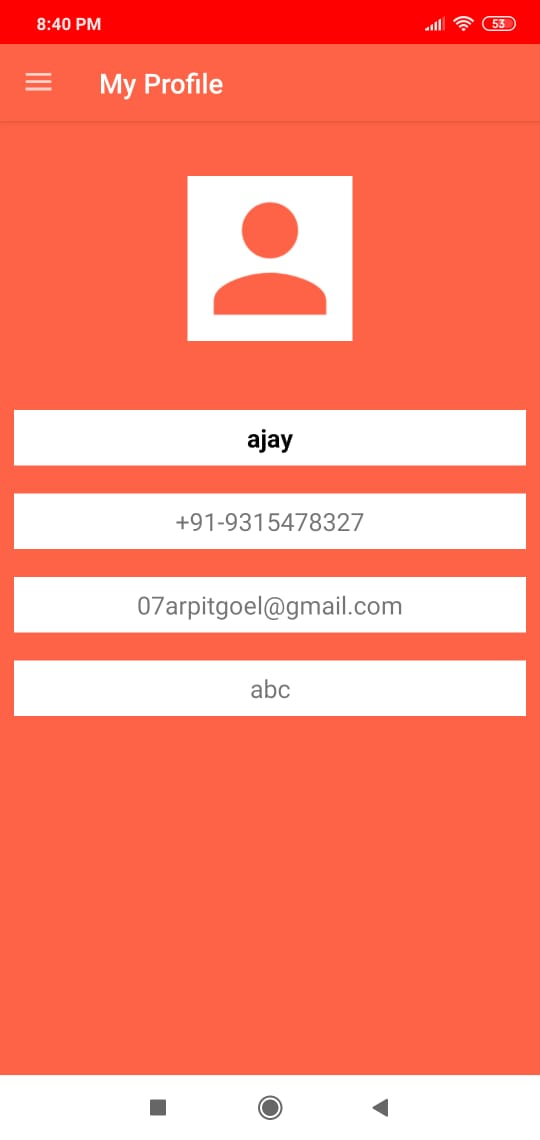 8:40 PM
53
My Profile
ajay
+91-9315478327
07arpitgoel@gmail.com
abc